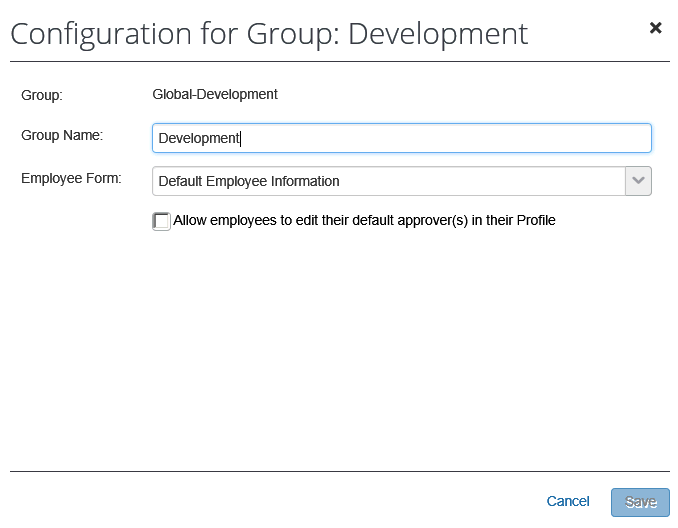 Configuration for Group: Development
Group: Global-Development
Group Name: Development
Employee Form: Default Employee Information
Allow employees to edit their default approver(s) in their Profile
Cancel Save